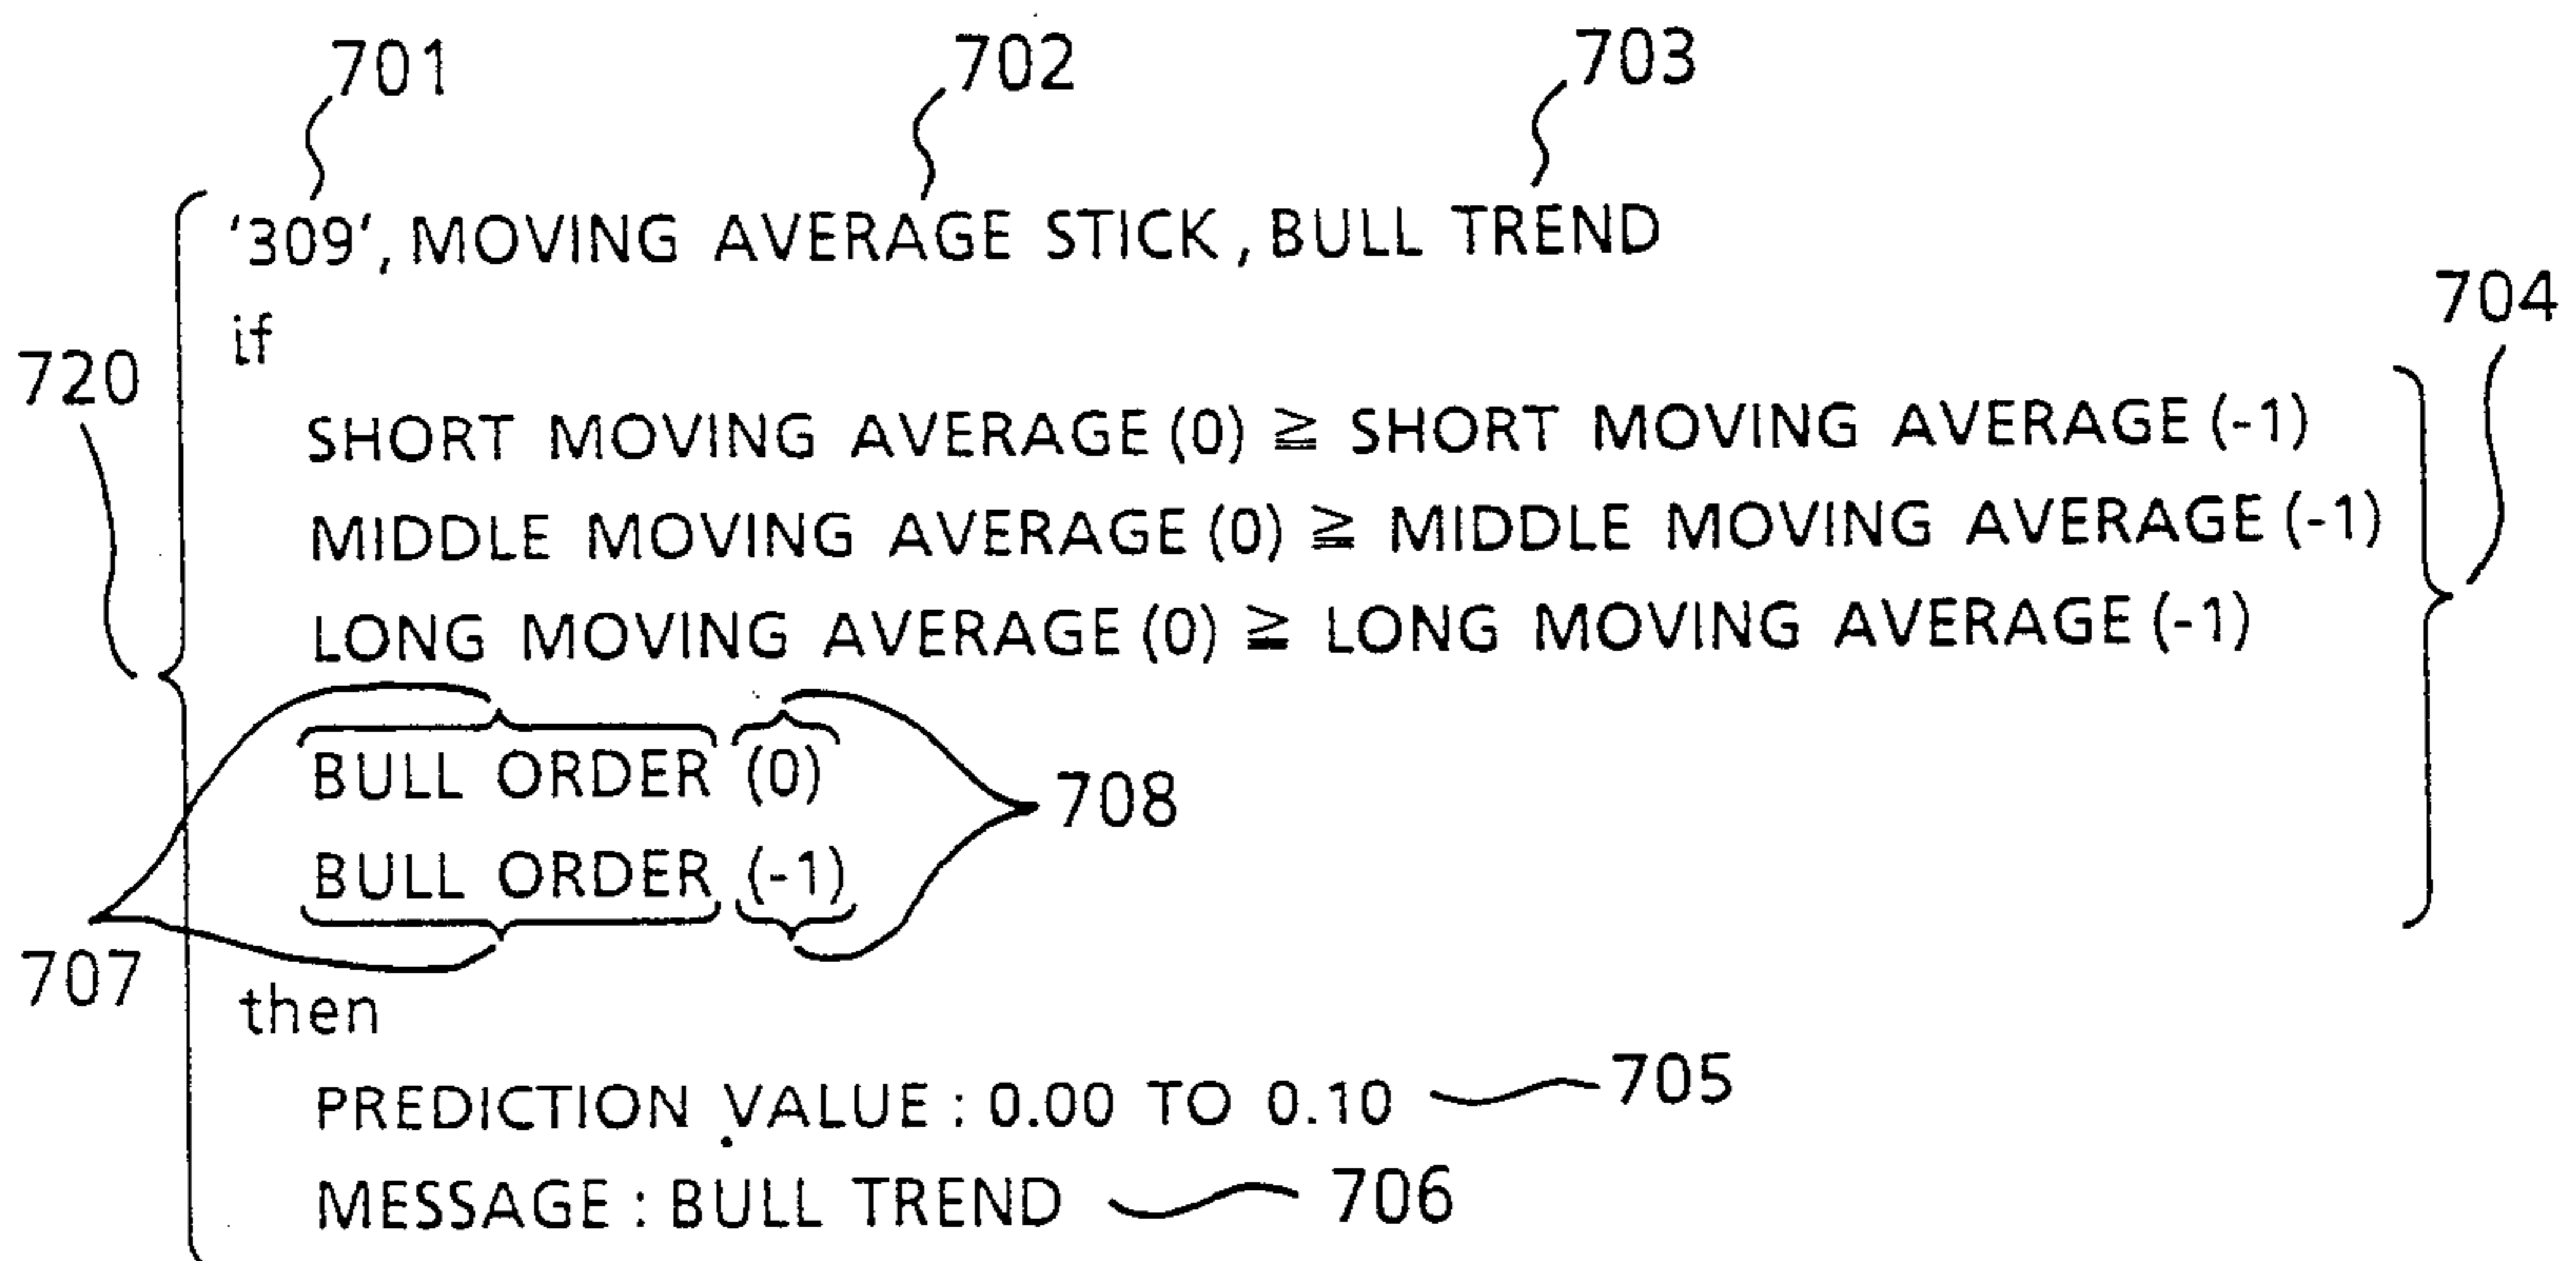 701 702 703
'309', MOVING AVERAGE STICK, BULL TREND
704
if
720
SHORT MOVING AVERAGE (0) ≧ SHORT MOVING AVERAGE (-1)
MIDDLE MOVING AVERAGE (0) ≧ MIDDLE MOVING AVERAGE (-1)
LONG MOVING AVERAGE (0) ≧ LONG MOVING AVERAGE (-1)
BULL ORDER (0)
708
BULL ORDER (-1)
707
then
PREDICTION VALUE : 0.00 TO 0.10 705
MESSAGE : BULL TREND 706